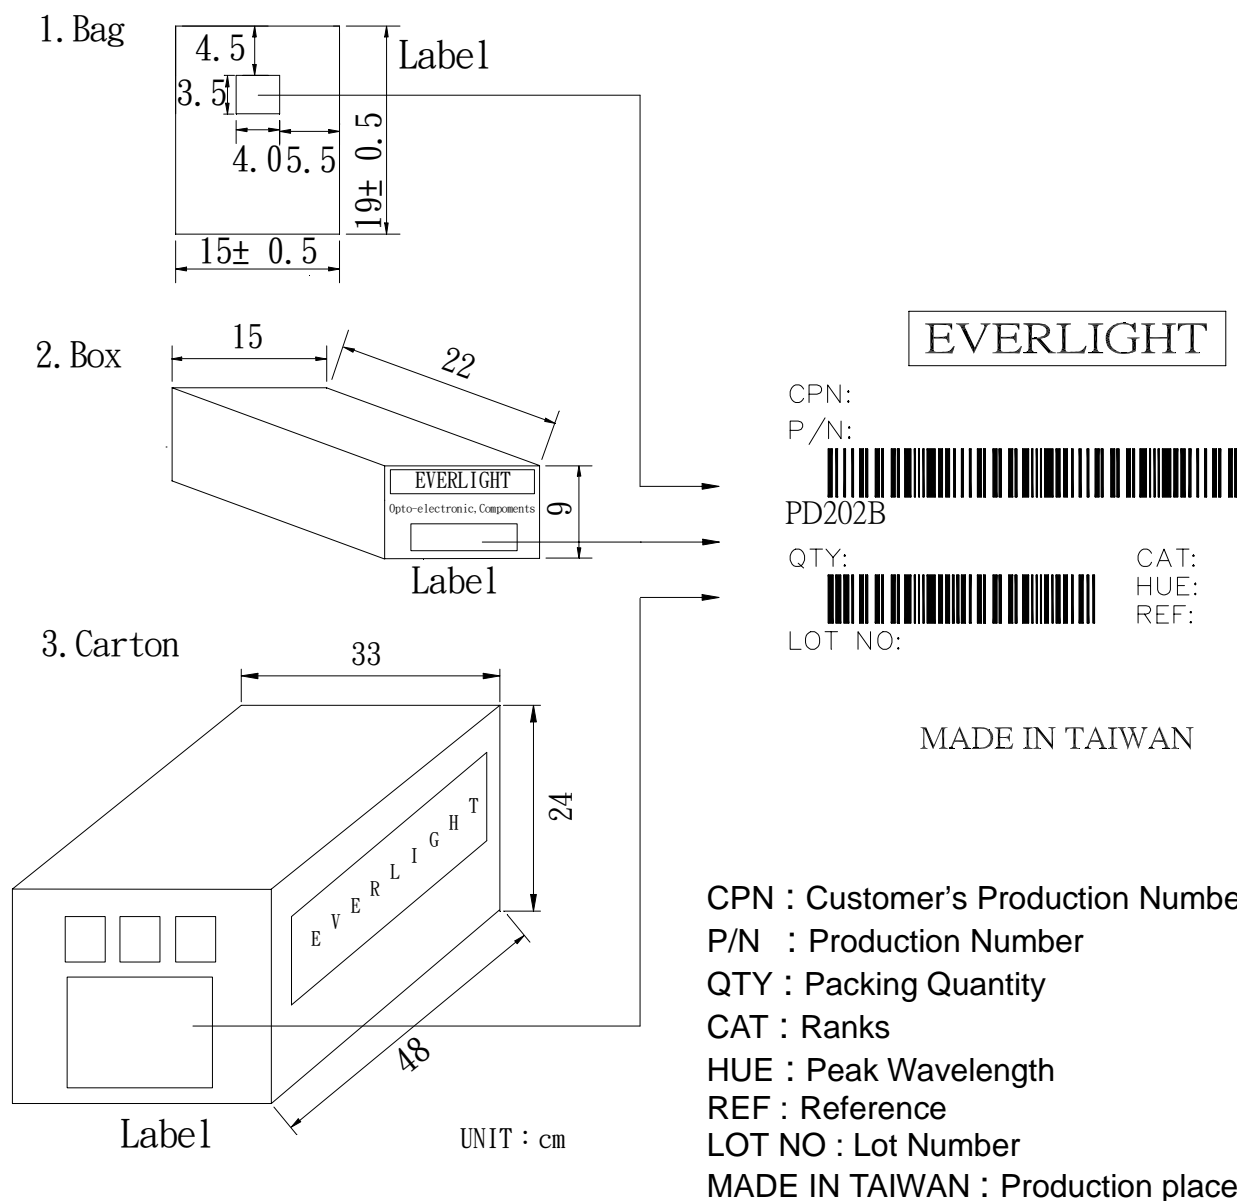 1. Bag
4.5
Label
3.5
4.0
5.5
19± 0.5
15± 0.5
2. Box
15
22
EVERLIGHT
Opto-electronic,Compoments
9
Label
3. Carton
33
24
EVERLIGHT
48
Label
UNIT：cm
EVERLIGHT
CPN:
P/N:
PD202B
QTY:
CAT:
HUE:
REF:
LOT NO:
MADE IN TAIWAN
CPN：Customer's Production Numbe
P/N ：Production Number
QTY：Packing Quantity
CAT：Ranks
HUE：Peak Wavelength
REF : Reference
LOT NO : Lot Number
MADE IN TAIWAN：Production place